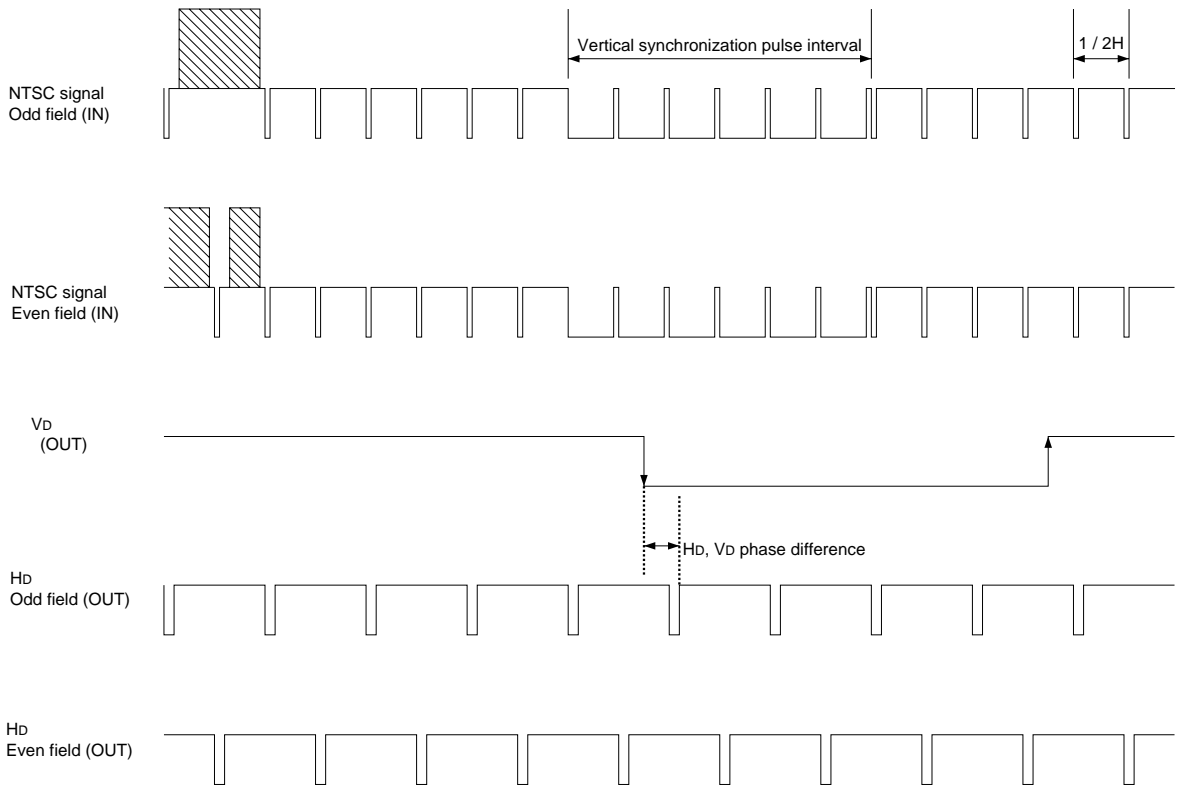 Vertical synchronization pulse interval
1 / 2H
NTSC signal
Odd field (IN)
NTSC signal
Even field (IN)
VD
(OUT)
HD, VD phase difference
HD
Odd field (OUT)
HD
Even field (OUT)